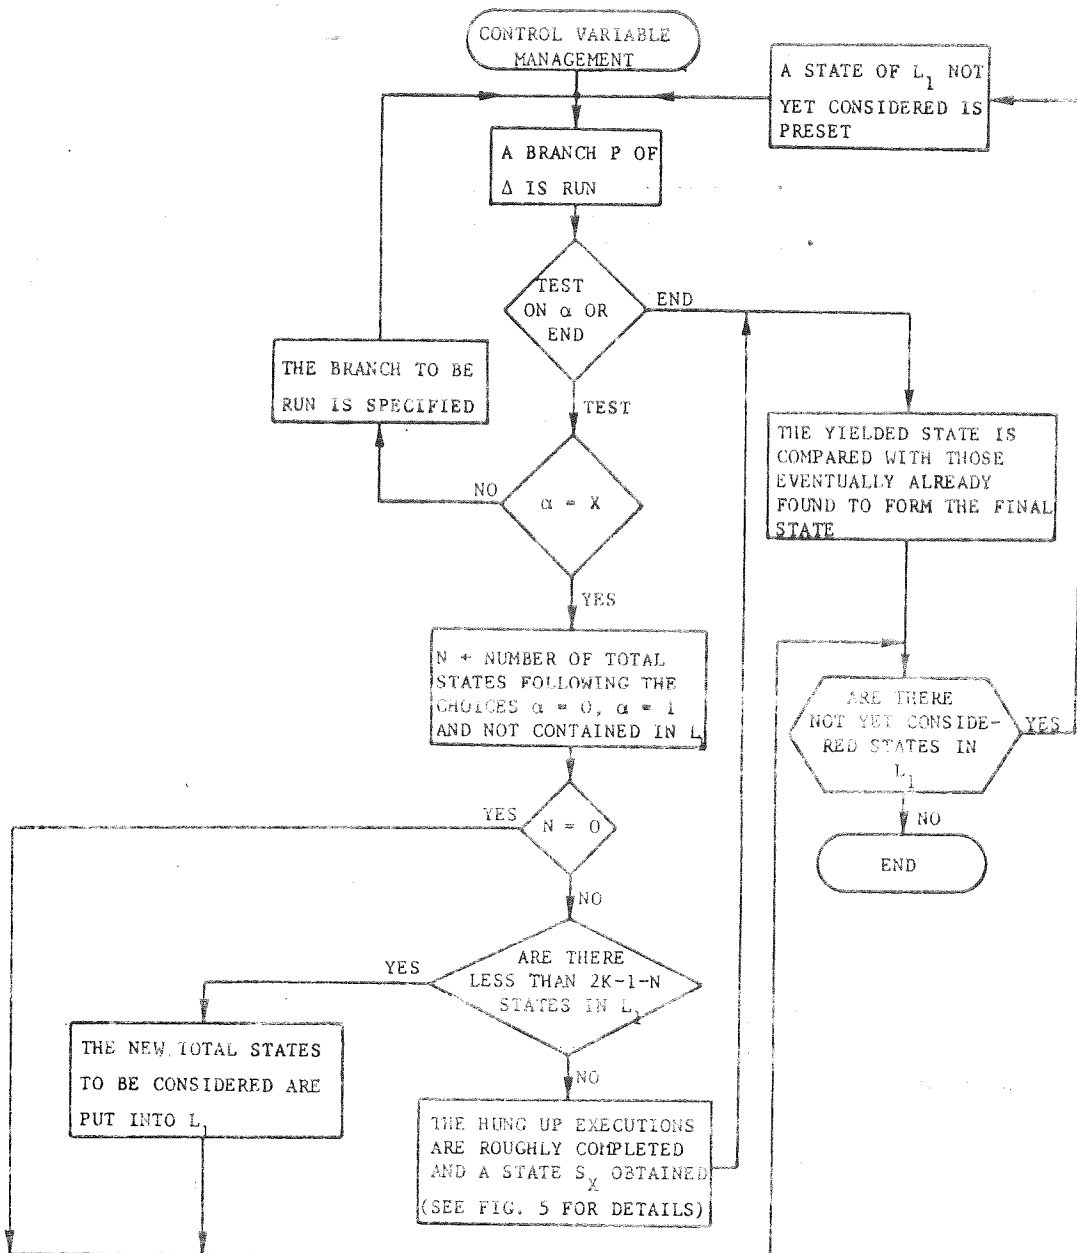 CONTROL VARIABLE
MANAGEMENT
A STATE OF L1 NOT
YET CONSIDERED IS
PRESET
A BRANCH P OF
Δ IS RUN
TEST
ON α OR
END
END
THE BRANCH TO BE
RUN IS SPECIFIED
TEST
THE YIELDED STATE IS
COMPARED WITH THOSE
EVENTUALLY ALREADY
FOUND TO FORM THE FINAL
STATE
NO
α = X
YES
N ← NUMBER OF TOTAL
STATES FOLLOWING THE
CHOICES α = 0, α = 1
AND NOT CONTAINED IN L1
ARE THERE
NOT YET CONSIDE-
RED STATES IN
L1
YES
NO
END
YES
N = 0
NO
ARE THERE
LESS THAN 2K-1-N
STATES IN L1
YES
NO
THE NEW TOTAL STATES
TO BE CONSIDERED ARE
PUT INTO L1
THE HUNG UP EXECUTIONS
ARE ROUGHLY COMPLETED
AND A STATE SX OBTAINED
(SEE FIG. 5 FOR DETAILS)